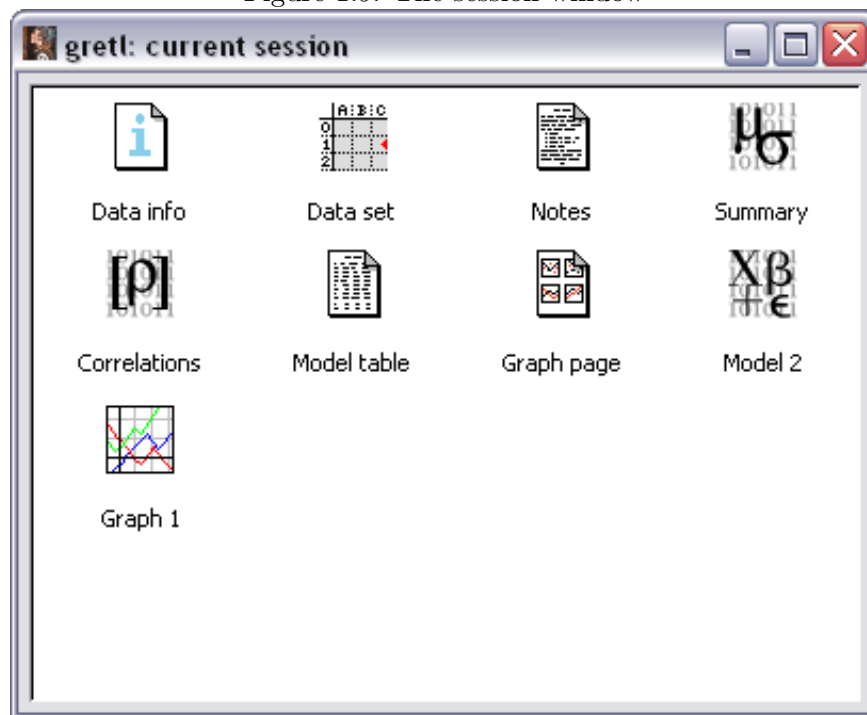 gretl: current session
Data info
Data set
Notes
Summary
Correlations
Model table
Graph page
Model 2
Graph 1